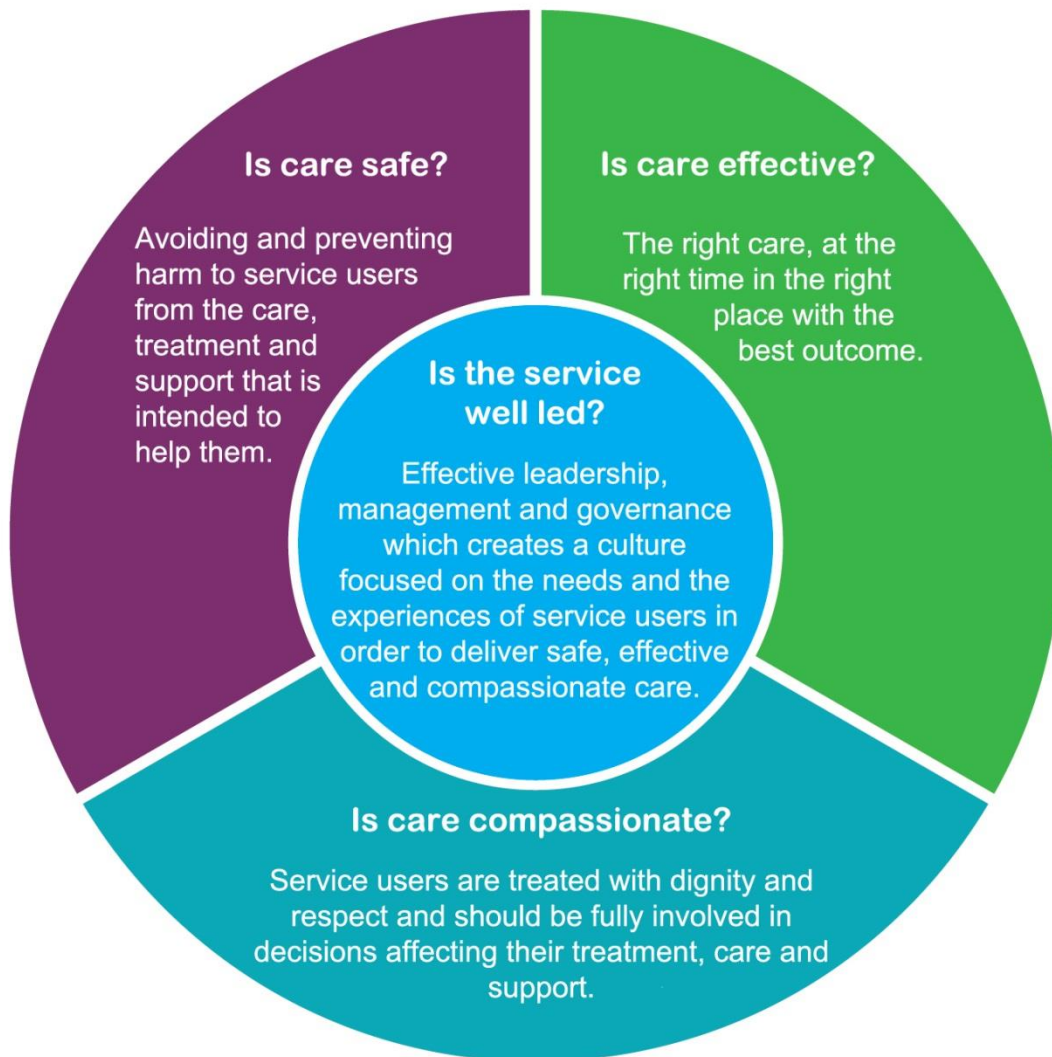 Is care safe?
Avoiding and preventing
harm to service users
from the care,
treatment and
support that is
intended to
help them.
Is care effective?
The right care, at the
right time in the right
place with the
best outcome.
Is the service
well led?
Effective leadership,
management and governance
which creates a culture
focused on the needs and the
experiences of service users in
order to deliver safe, effective
and compassionate care.
Is care compassionate?
Service users are treated with dignity and
respect and should be fully involved in
decisions affecting their treatment, care and
support.